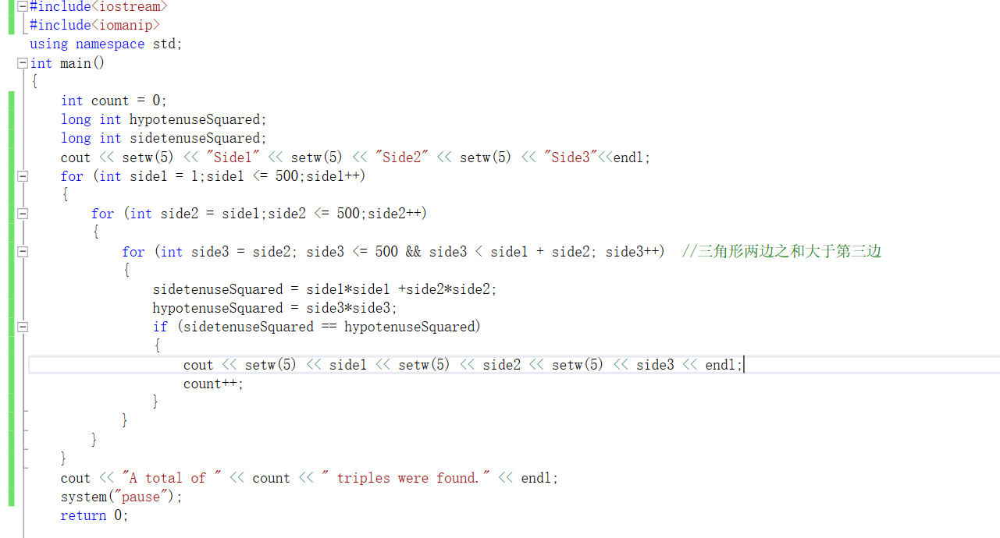 #include<iostream>
#include<iomanip>
using namespace std;
int main()
{
    int count = 0;
    long int hypotenuseSquared;
    long int sidetenuseSquared;
    cout << setw(5) << "Side1" << setw(5) << "Side2" << setw(5) << "Side3"<<endl;
    for (int side1 = 1;side1 <= 500;side1++)
    {
        for (int side2 = side1;side2 <= 500;side2++)
        {
            for (int side3 = side2; side3 <= 500 && side3 < side1 + side2; side3++)  //三角形两边之和大于第三边
            {
                sidetenuseSquared = side1*side1 +side2*side2;
                hypotenuseSquared = side3*side3;
                if (sidetenuseSquared == hypotenuseSquared)
                {
                    cout << setw(5) << side1 << setw(5) << side2 << setw(5) << side3 << endl;
                    count++;
                }
            }
        }
    }
    cout << "A total of " << count << " triples were found." << endl;
    system("pause");
    return 0;